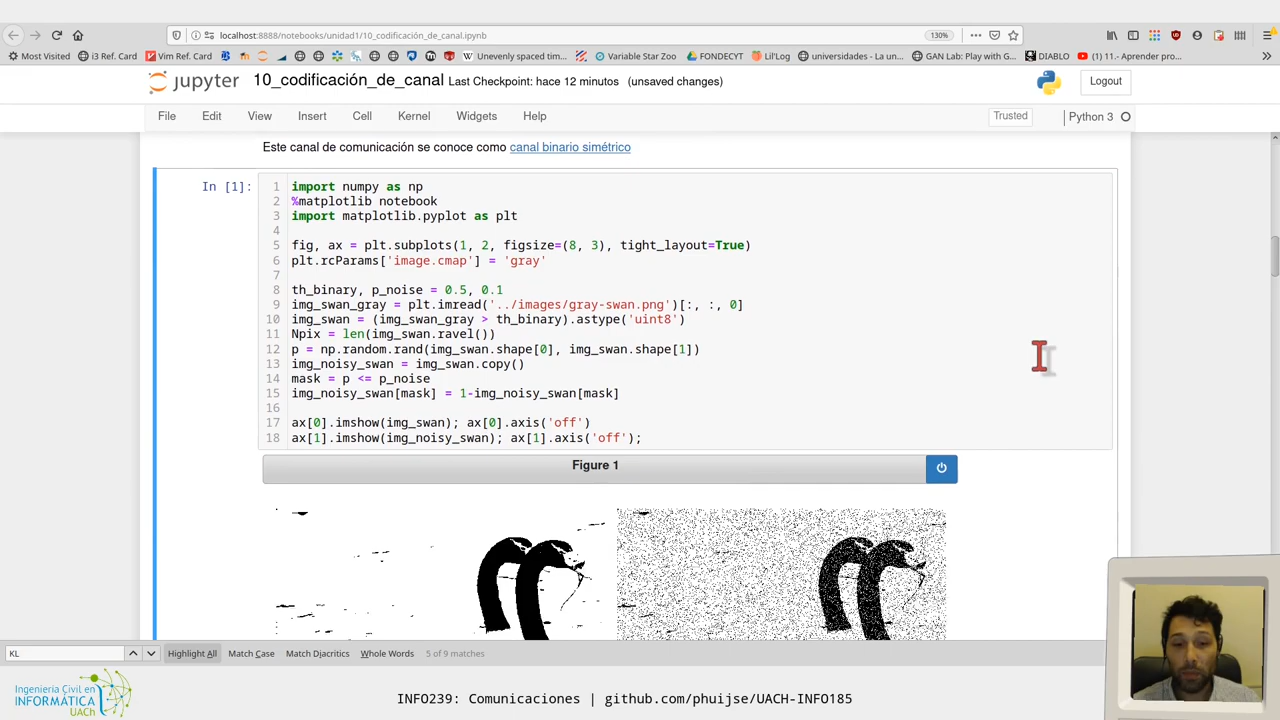 localhost:8888/notebooks/unidad1/10_codificación_de_canal.ipynb
130%
Most Visited i3 Ref. Card Vim Ref. Card Unevenly spaced tim... Variable Star Zoo FONDECYT Lil'Log universidades - La un... GAN Lab: Play with G... DIABLO (1) 11.- Aprender pro...
jupyter 10_codificación_de_canal Last Checkpoint: hace 12 minutos (unsaved changes)
Logout
File Edit View Insert Cell Kernel Widgets Help
Trusted
Python 3
Este canal de comunicación se conoce como canal binario simétrico
In [1]:
1 import numpy as np
2 %matplotlib notebook
3 import matplotlib.pyplot as plt
4
5 fig, ax = plt.subplots(1, 2, figsize=(8, 3), tight_layout=True)
6 plt.rcParams['image.cmap'] = 'gray'
7
8 th_binary, p_noise = 0.5, 0.1
9 img_swan_gray = plt.imread('../images/gray-swan.png')[:, :, 0]
10 img_swan = (img_swan_gray > th_binary).astype('uint8')
11 Npix = len(img_swan.ravel())
12 p = np.random.rand(img_swan.shape[0], img_swan.shape[1])
13 img_noisy_swan = img_swan.copy()
14 mask = p <= p_noise
15 img_noisy_swan[mask] = 1-img_noisy_swan[mask]
16
17 ax[0].imshow(img_swan); ax[0].axis('off')
18 ax[1].imshow(img_noisy_swan); ax[1].axis('off');
Figure 1
KL
Highlight All Match Case Match Diacritics Whole Words 5 of 9 matches
Ingeniería Civil en
INFORMÁTICA
UACh
INFO239: Comunicaciones | github.com/phuijse/UACH-INFO185